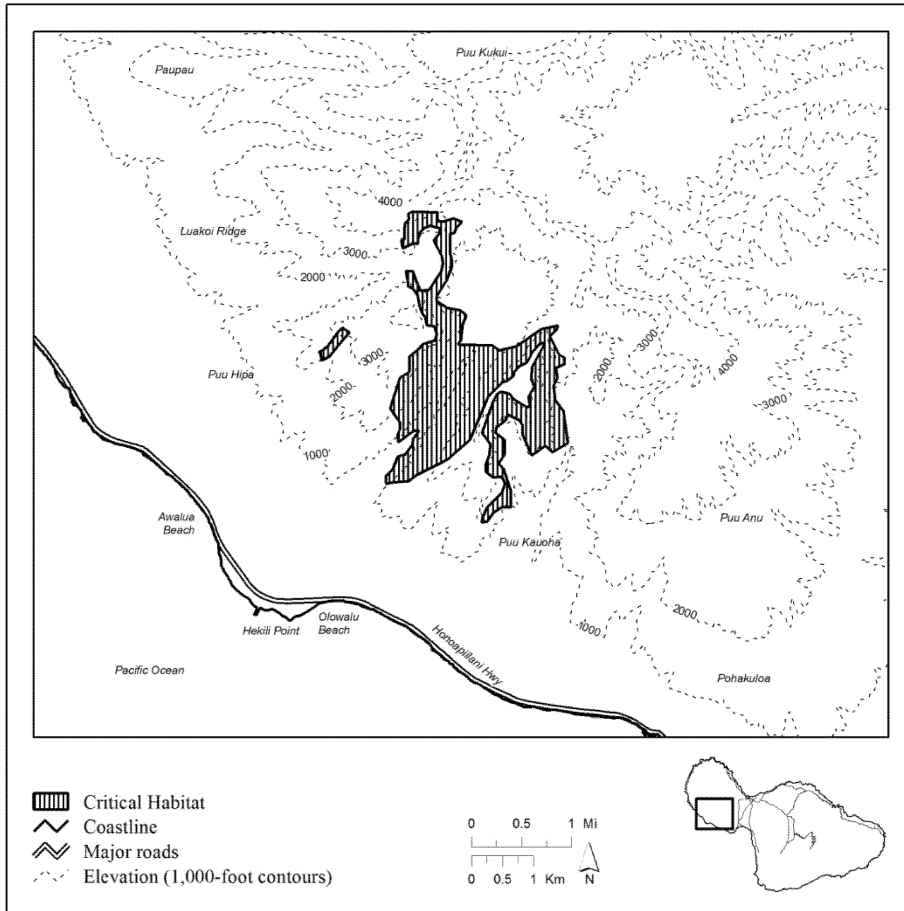 Puu Kukui
Paupau
4000
Luakoi Ridge
3000
2000
3000
3000
4000
2000
Puu Hipa
3000
2000
1000
Awalua
Beach
Puu Anu
Puu Kauoha
2000
1000
Hekili Point
Olowalu
Beach
Honoapiilani Hwy
Pacific Ocean
Pohakuloa
Critical Habitat
Coastline
Major roads
Elevation (1,000-foot contours)
0 0.5 1 Mi
0 0.5 1 Km
N